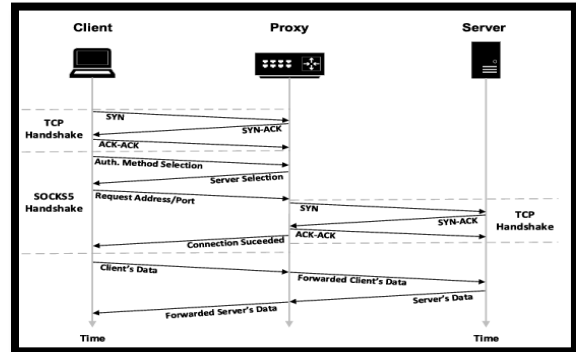 Client
Proxy
Server
SYN
TCP
Handshake
SYN-ACK
ACK-ACK
Auth. Method Selection
Server Selection
SOCKS5
Handshake
Request Address/Port
SYN
SYN-ACK
TCP
Handshake
ACK-ACK
Connection Suceeded
Client's Data
Forwarded Client's Data
Server's Data
Forwarded Server's Data
Time
Time